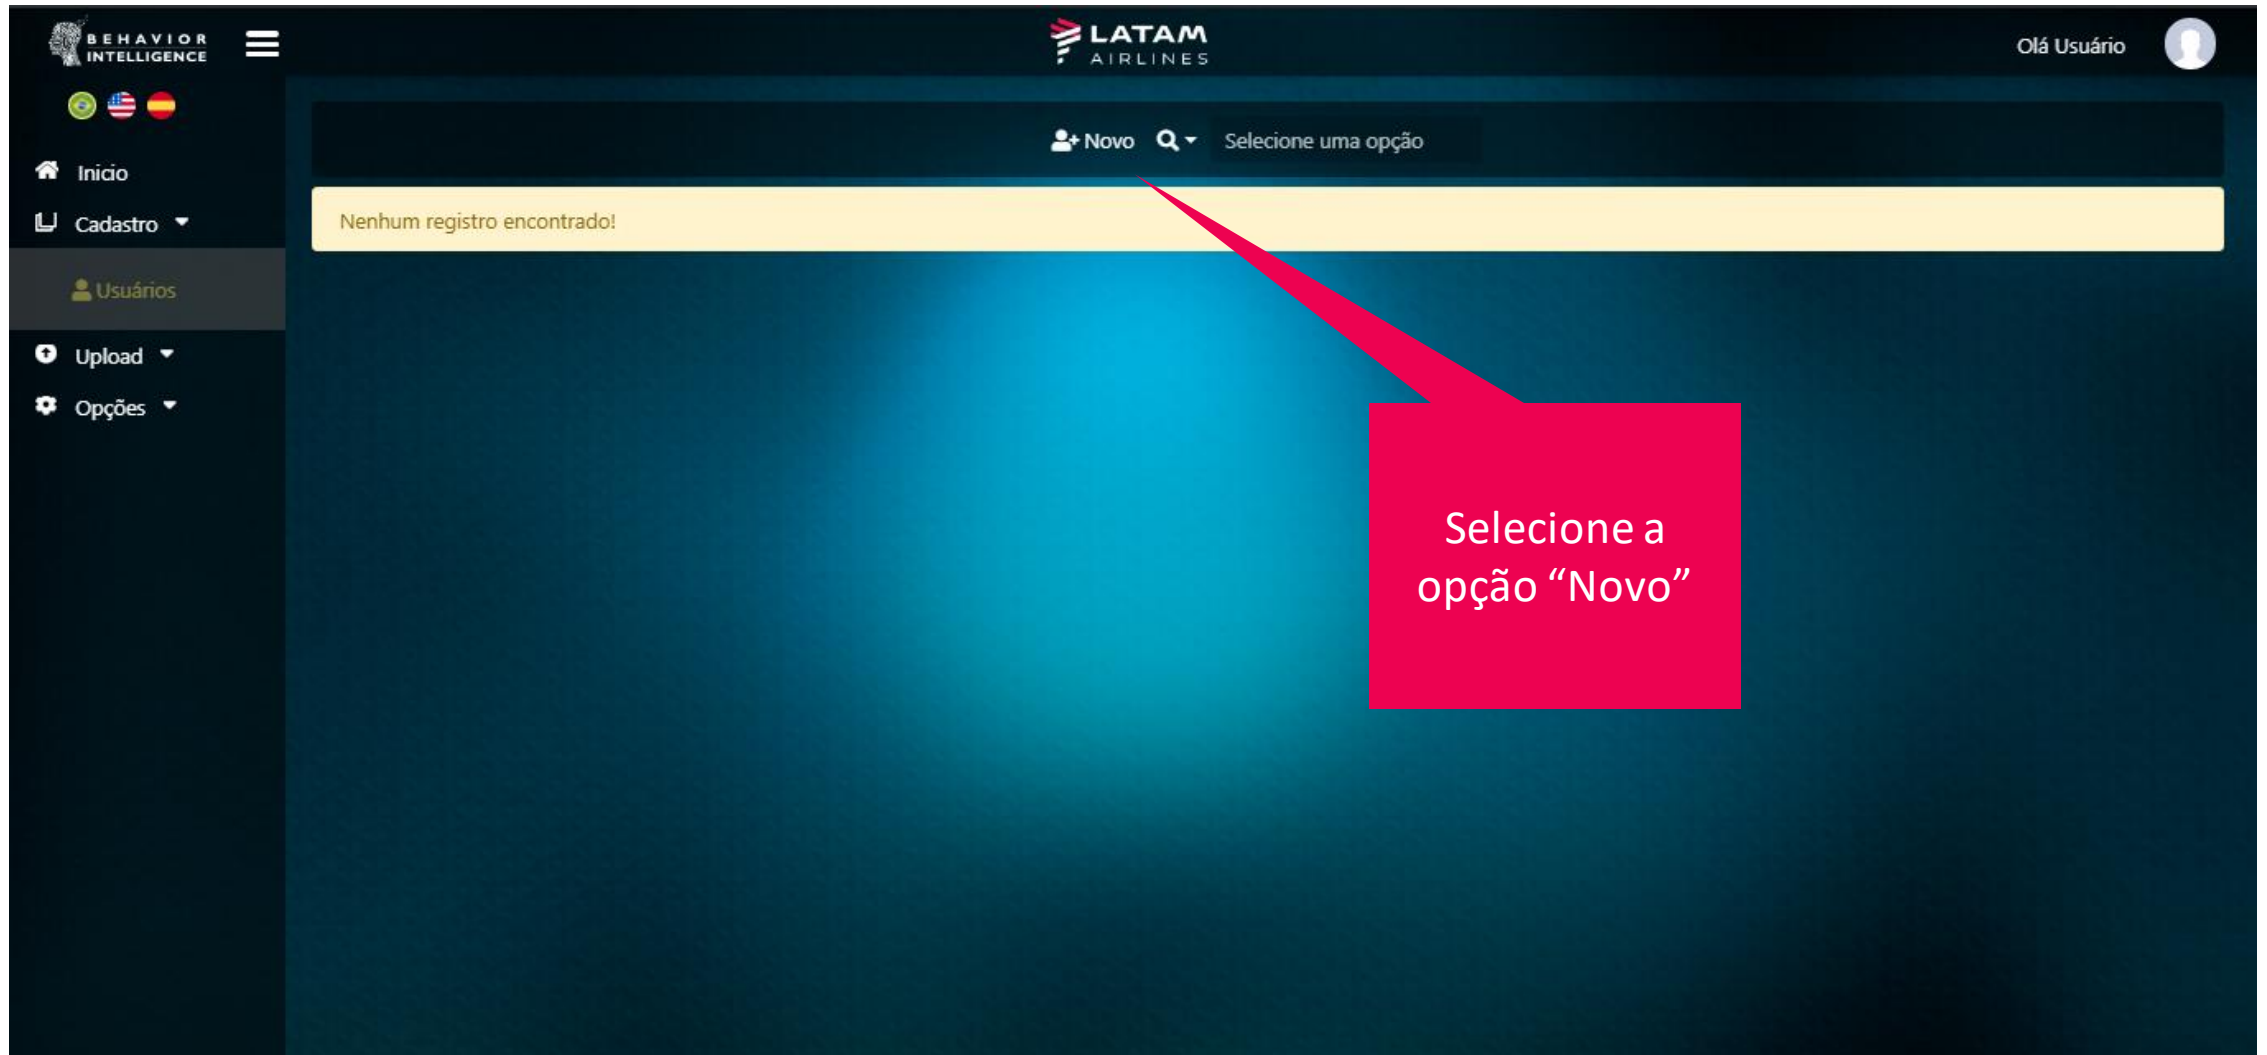 BEHAVIOR
INTELLIGENCE
LATAM
AIRLINES
Olá Usuário
Novo
Selecione uma opção
Inicio
Cadastro
Nenhum registro encontrado!
Usuários
Upload
Opções
Selecione a
opção “Novo”